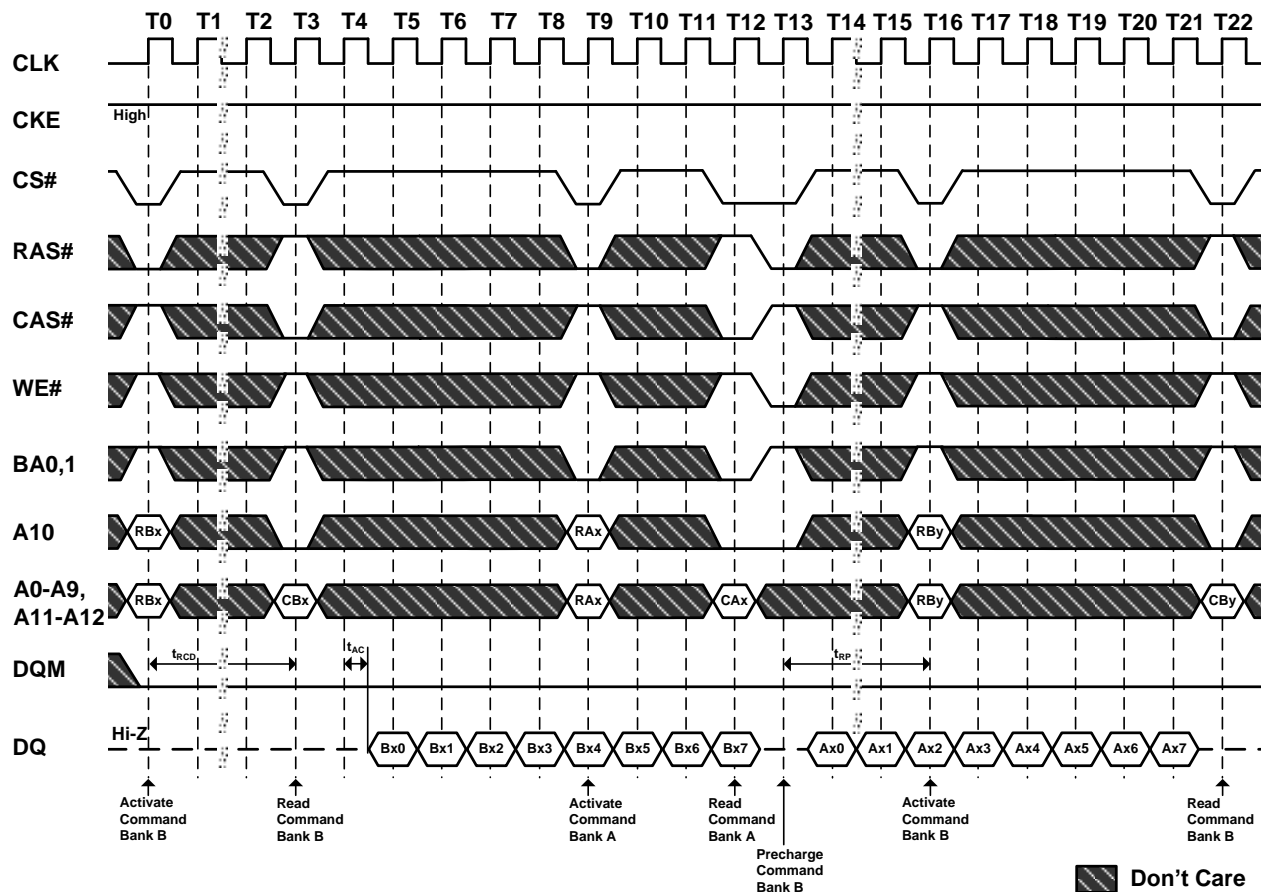 T0 T1 T2 T3 T4 T5 T6 T7 T8 T9 T10 T11 T12 T13 T14 T15 T16 T17 T18 T19 T20 T21 T22
CLK
CKE
High
CS#
RAS#
CAS#
WE#
BA0,1
A10
RBx RAx RBy
A0-A9,
A11-A12
RBx CBx RAx CAx RBy CBy
DQM
tRCD
tAC
tRP
DQ
Hi-Z
Bx0 Bx1 Bx2 Bx3 Bx4 Bx5 Bx6 Bx7 Ax0 Ax1 Ax2 Ax3 Ax4 Ax5 Ax6 Ax7
Activate
Command
Bank B
Read
Command
Bank B
Activate
Command
Bank A
Read
Command
Bank A
Precharge
Command
Bank B
Activate
Command
Bank B
Read
Command
Bank B
Don't Care